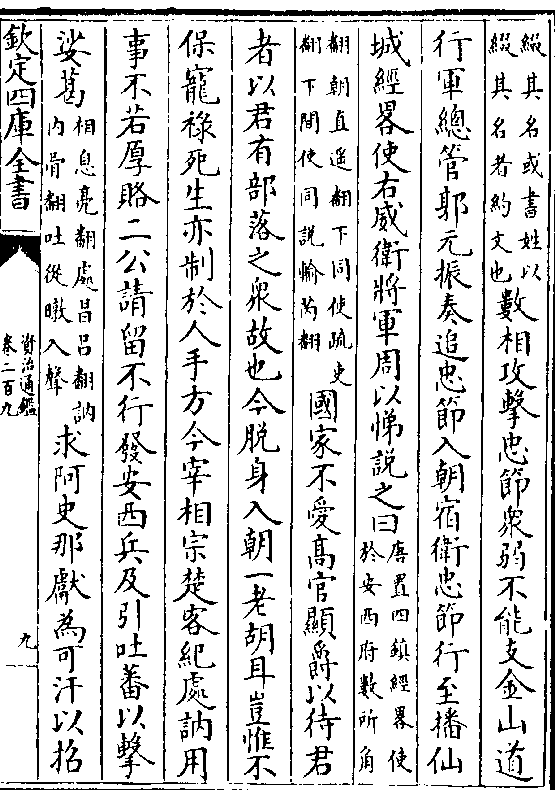 綴其名或書姓以
綴其名者約文也
數相攻擊忠節衆弱不能支金山道
行軍總管郭元振奏追忠節入朝宿衛忠節行至播仙
城經畧使右威衛將軍周以悌說之曰
唐置四鎮經畧使
於安西府數所角
翻朝直遥翻下同使疏吏
翻下間使同說輸芮翻
國家不愛高官顯爵以待君
者以君有部落之衆故也今脫身入朝一老胡耳豈惟不
保寵祿死生亦制於人手方今宰相宗楚客紀處訥用
事不若厚賂二公請留不行發安西兵及引吐蕃以擊
娑葛
相息亮翻處昌吕翻訥
内骨翻吐從暾入聲
求阿史那獻為可汗以招
欽定四庫全書
資治通鑑
卷二百九
九